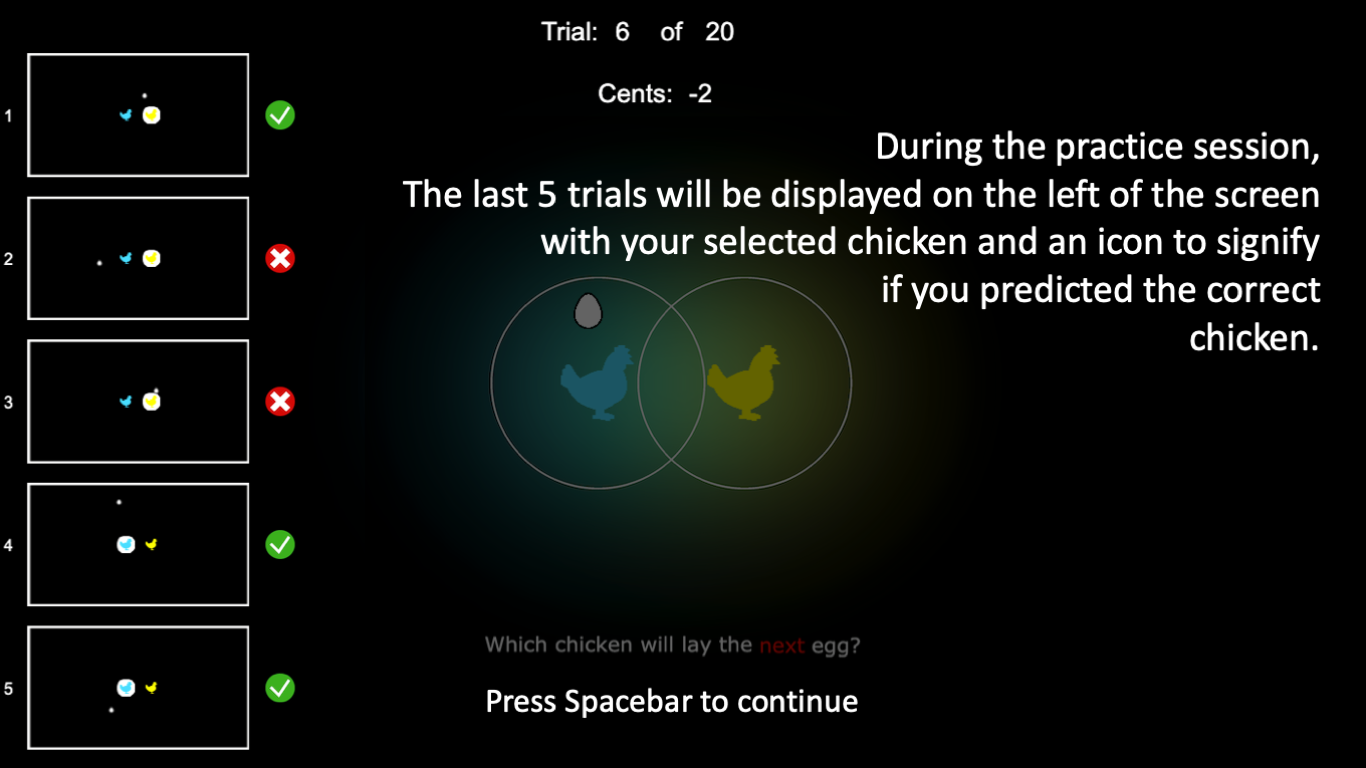 Trial: 6 of 20
Cents: -2
During the practice session,
The last 5 trials will be displayed on the left of the screen
with your selected chicken and an icon to signify
if you predicted the correct
chicken.
1
2
3
4
5
Which chicken will lay the next egg?
Press Spacebar to continue